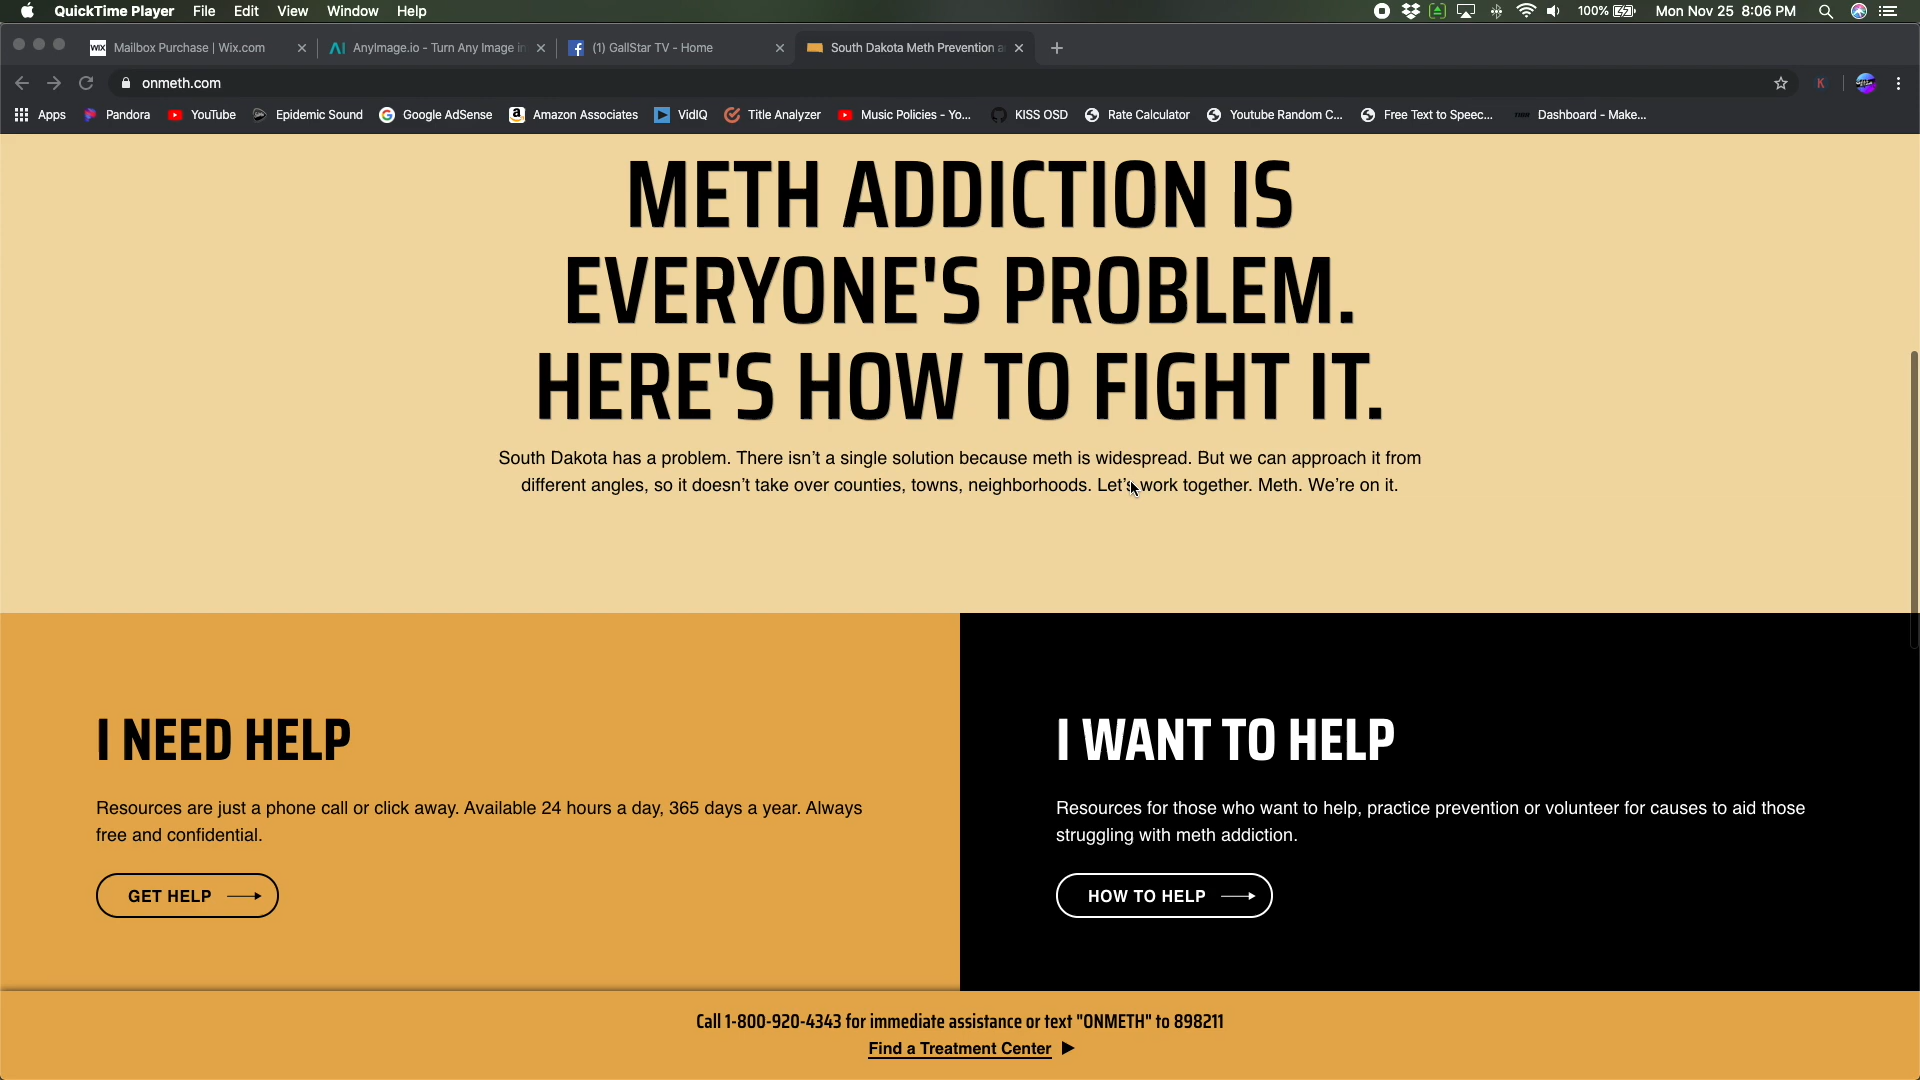 QuickTime Player File Edit View Window Help 100% Mon Nov 25 8:06 PM
WIX Mailbox Purchase | Wix.com AnyImage.io - Turn Any Image in (1) GallStar TV - Home South Dakota Meth Prevention a
onmeth.com K
Apps Pandora YouTube Epidemic Sound Google AdSense Amazon Associates VidIQ Title Analyzer Music Policies - Yo... KISS OSD Rate Calculator Youtube Random C... Free Text to Speec... Dashboard - Make...
METH ADDICTION IS
EVERYONE'S PROBLEM.
HERE'S HOW TO FIGHT IT.
South Dakota has a problem. There isn’t a single solution because meth is widespread. But we can approach it from
different angles, so it doesn’t take over counties, towns, neighborhoods. Let’s work together. Meth. We’re on it.
I NEED HELP
Resources are just a phone call or click away. Available 24 hours a day, 365 days a year. Always
free and confidential.
GET HELP
I WANT TO HELP
Resources for those who want to help, practice prevention or volunteer for causes to aid those
struggling with meth addiction.
HOW TO HELP
Call 1-800-920-4343 for immediate assistance or text "ONMETH" to 898211
Find a Treatment Center